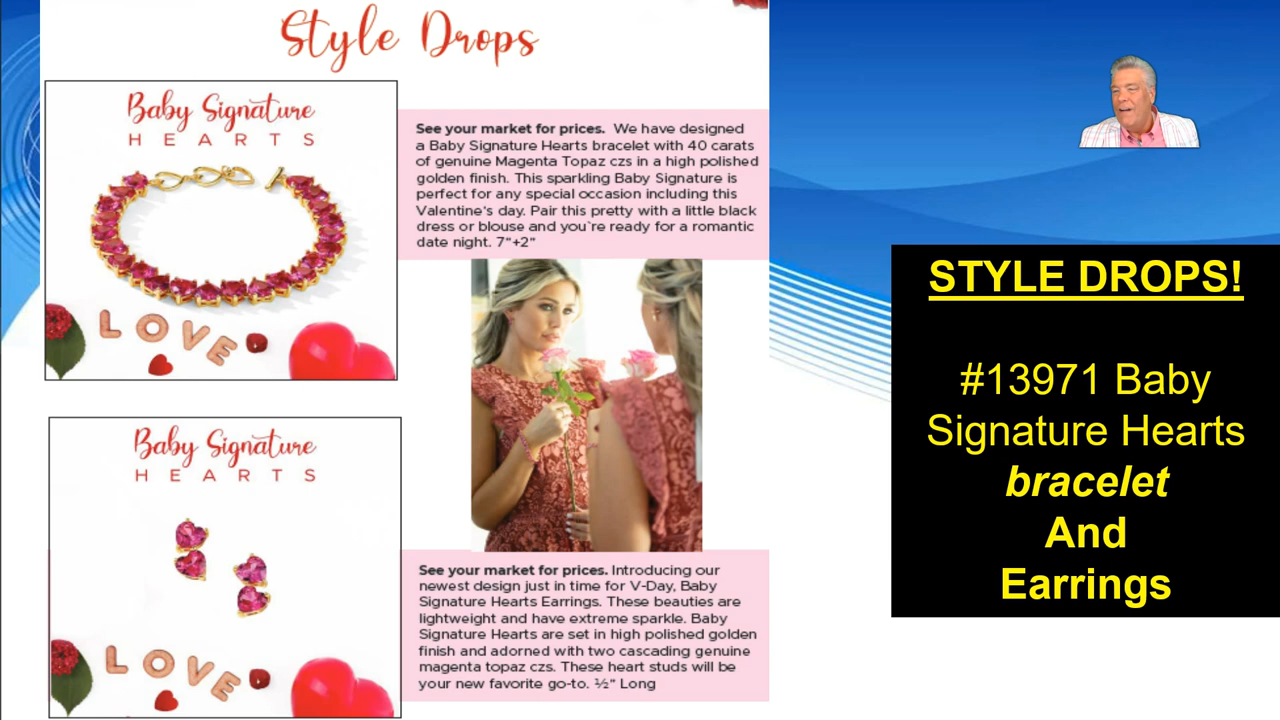 Style Drops
Baby Signature
HEARTS
LOVE
See your market for prices. We have designed
a Baby Signature Hearts bracelet with 40 carats
of genuine Magenta Topaz czs in a high polished
golden finish. This sparkling Baby Signature is
perfect for any special occasion including this
Valentine's day. Pair this pretty with a little black
dress or blouse and you`re ready for a romantic
date night. 7"+2"
Baby Signature
HEARTS
LOVE
See your market for prices. Introducing our
newest design just in time for V-Day, Baby
Signature Hearts Earrings. These beauties are
lightweight and have extreme sparkle. Baby
Signature Hearts are set in high polished golden
finish and adorned with two cascading genuine
magenta topaz czs. These heart studs will be
your new favorite go-to. ½" Long
STYLE DROPS!
#13971 Baby
Signature Hearts
bracelet
And
Earrings